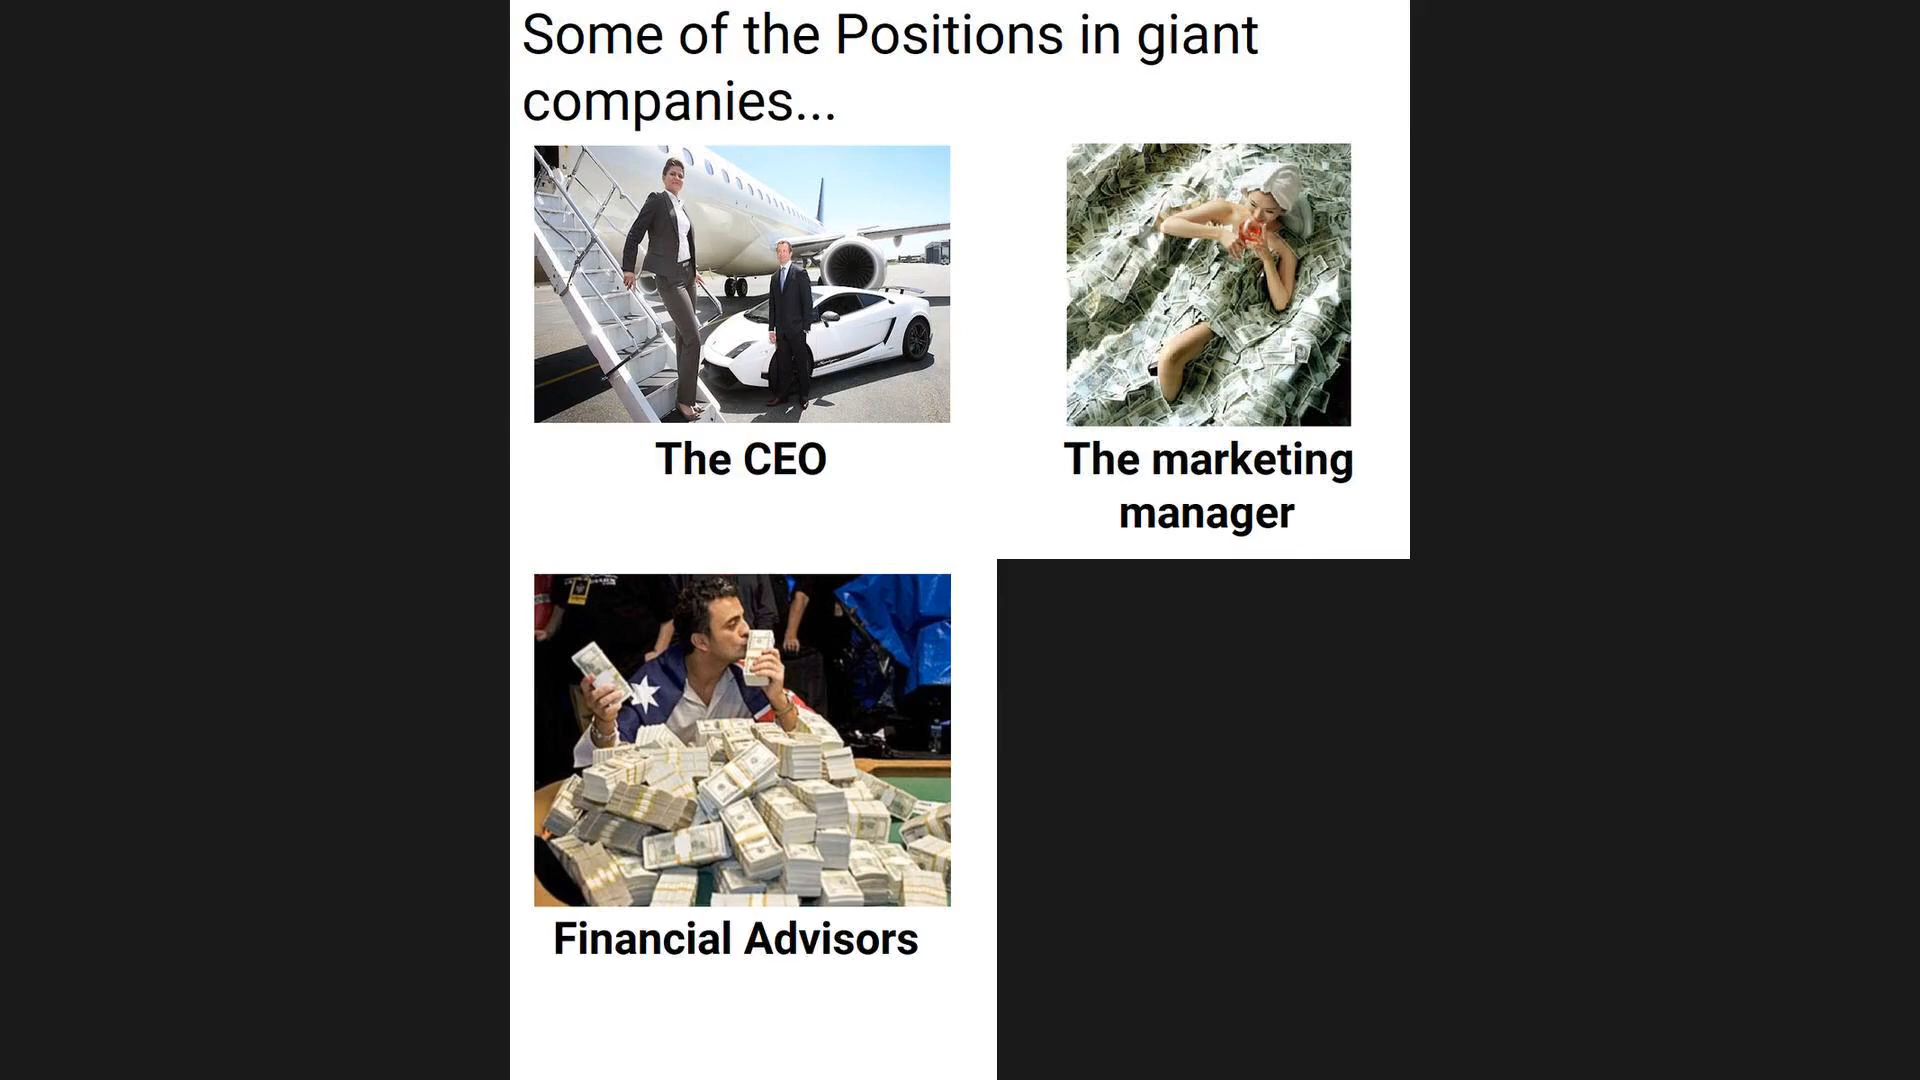 Some of the Positions in giant
companies...
The CEO
The marketing
manager
Financial Advisors